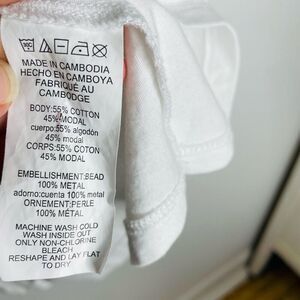 MADE IN CAMBODIA
HECHO EN CAMBOYA
FABRIQUÉ AU
CAMBODGE
BODY:55% COTTON
45% MODAL
cuerpo:55% algodón
45% modal
CORPS:55% COTON
45% MODAL
EMBELLISHMENT:BEAD
100% METAL
adorno:cuenta 100% metal
ORNEMENT:PERLE
100% MÉTAL
MACHINE WASH COLD
WASH INSIDE OUT
ONLY NON-CHLORINE
BLEACH
RESHAPE AND LAY FLAT
TO DRY